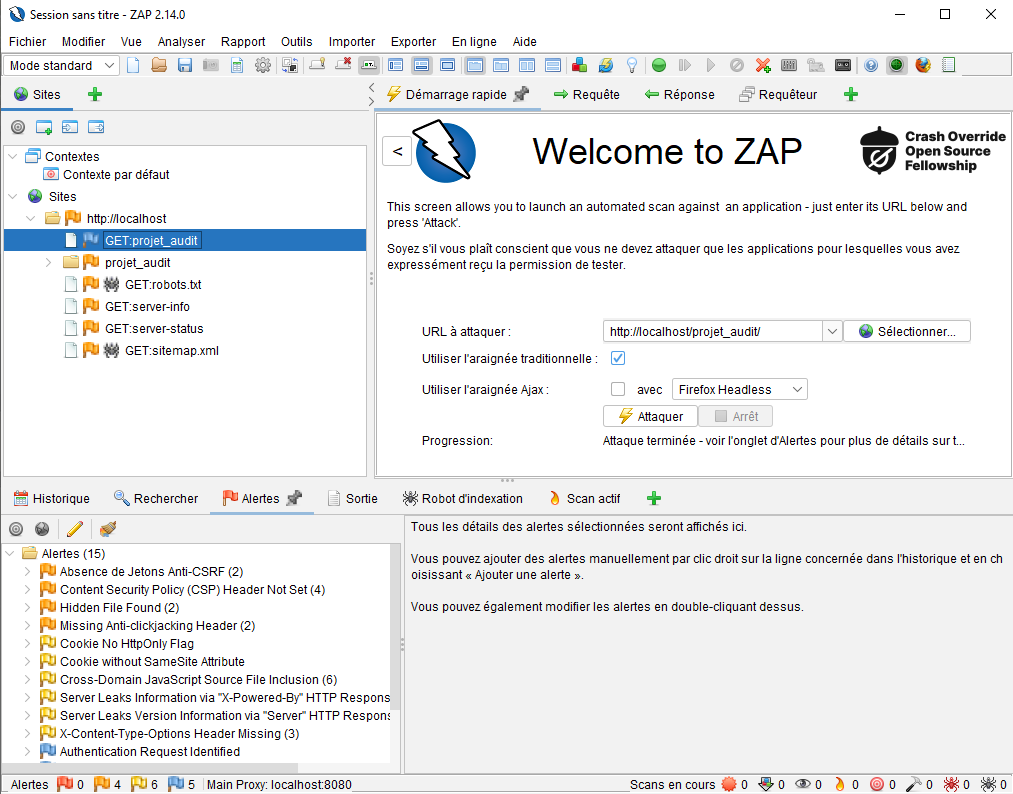 Session sans titre - ZAP 2.14.0
Fichier Modifier Vue Analyser Rapport Outils Importer Exporter En ligne Aide
Mode standard
Sites
Démarrage rapide Requête Réponse Requêteur
Contextes
Contexte par défaut
Sites
http://localhost
GET:projet_audit
projet_audit
GET:robots.txt
GET:server-info
GET:server-status
GET:sitemap.xml
<
Welcome to ZAP
Crash Override
Open Source
Fellowship
This screen allows you to launch an automated scan against an application - just enter its URL below and
press 'Attack'.
Soyez s'il vous plaît conscient que vous ne devez attaquer que les applications pour lesquelles vous avez
expressément reçu la permission de tester.
URL à attaquer : http://localhost/projet_audit/ Sélectionner...
Utiliser l'araignée traditionnelle :
Utiliser l'araignée Ajax : avec Firefox Headless
Attaquer Arrêt
Progression: Attaque terminée - voir l'onglet d'Alertes pour plus de détails sur t...
Historique Rechercher Alertes Sortie Robot d'indexation Scan actif
Alertes (15)
Absence de Jetons Anti-CSRF (2)
Content Security Policy (CSP) Header Not Set (4)
Hidden File Found (2)
Missing Anti-clickjacking Header (2)
Cookie No HttpOnly Flag
Cookie without SameSite Attribute
Cross-Domain JavaScript Source File Inclusion (6)
Server Leaks Information via "X-Powered-By" HTTP Respons
Server Leaks Version Information via "Server" HTTP Respons
X-Content-Type-Options Header Missing (3)
Authentication Request Identified
Tous les détails des alertes sélectionnées seront affichés ici.
Vous pouvez ajouter des alertes manuellement par clic droit sur la ligne concernée dans l'historique et en ch
oisissant « Ajouter une alerte ».
Vous pouvez également modifier les alertes en double-cliquant dessus.
Alertes 0 4 6 5 Main Proxy: localhost:8080 Scans en cours 0 0 0 0 0 0 0 0